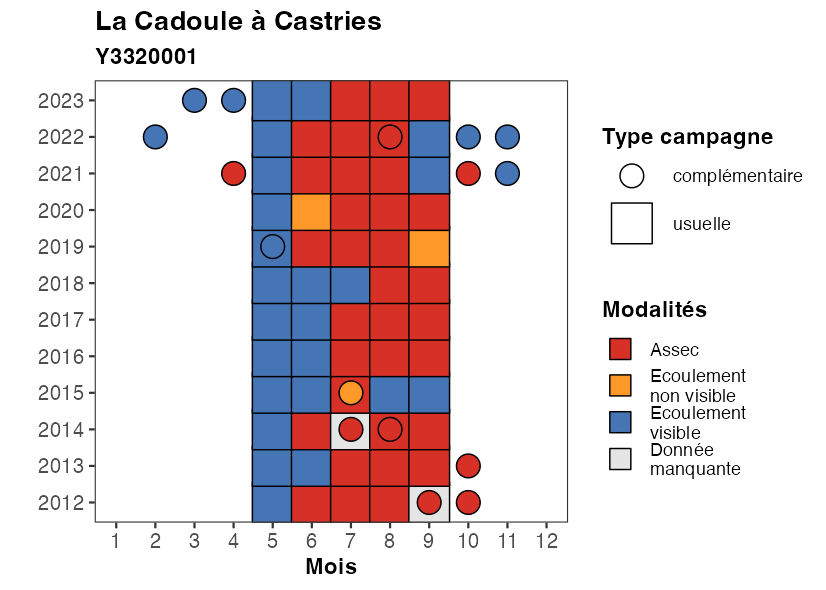 La Cadoule à Castries
Y3320001
2023
2022
2021
2020
2019
2018
2017
2016
2015
2014
2013
2012
1 2 3 4 5 6 7 8 9 10 11 12
Mois
Type campagne
complémentaire
usuelle
Modalités
Assec
Ecoulement
non visible
Ecoulement
visible
Donnée
manquante